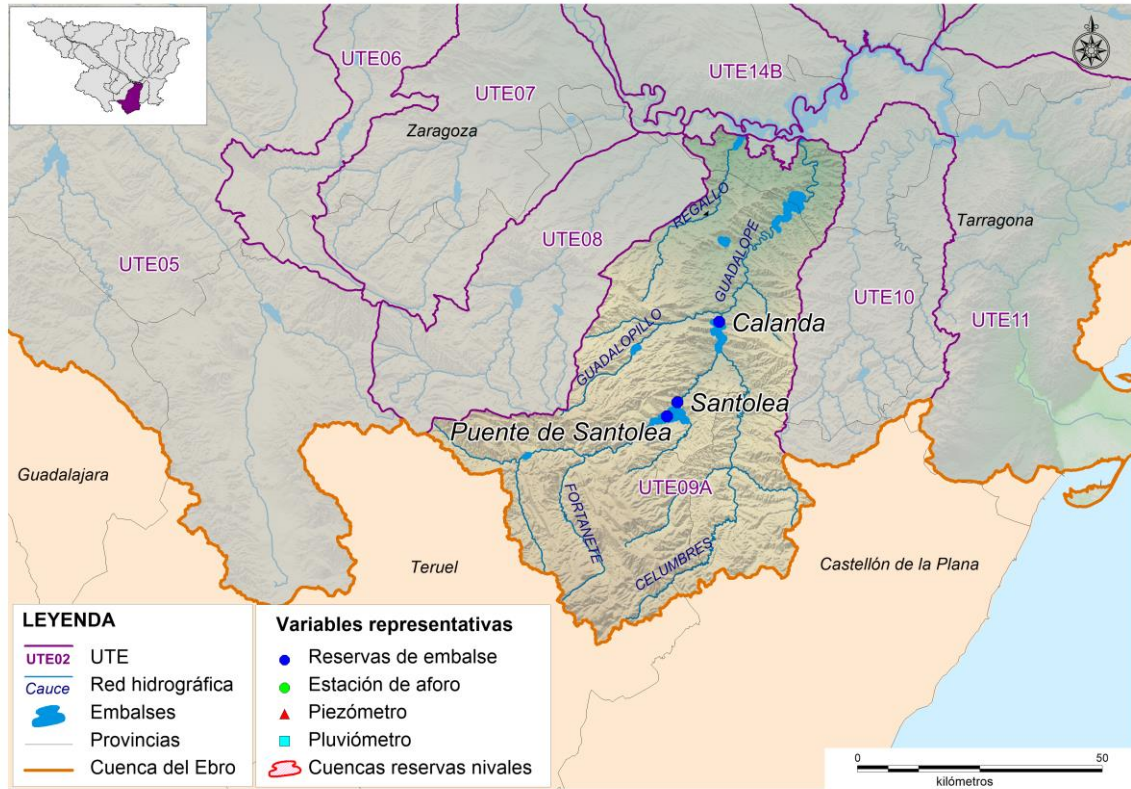 UTE06
UTE14B
UTE07
Zaragoza
REGALLO
Tarragona
UTE08
UTE05
GUADALOPE
UTE10
UTE11
Calanda
GUADALOPILLO
Santolea
Puente de Santolea
Guadalajara
UTE09A
FORTANETE
CELUMBRES
Teruel
Castellón de la Plana
LEYENDA
UTE02 UTE
Cauce Red hidrográfica
Embalses
Provincias
Cuenca del Ebro
Variables representativas
Reservas de embalse
Estación de aforo
Piezómetro
Pluviómetro
Cuencas reservas nivales
0 50
kilómetros